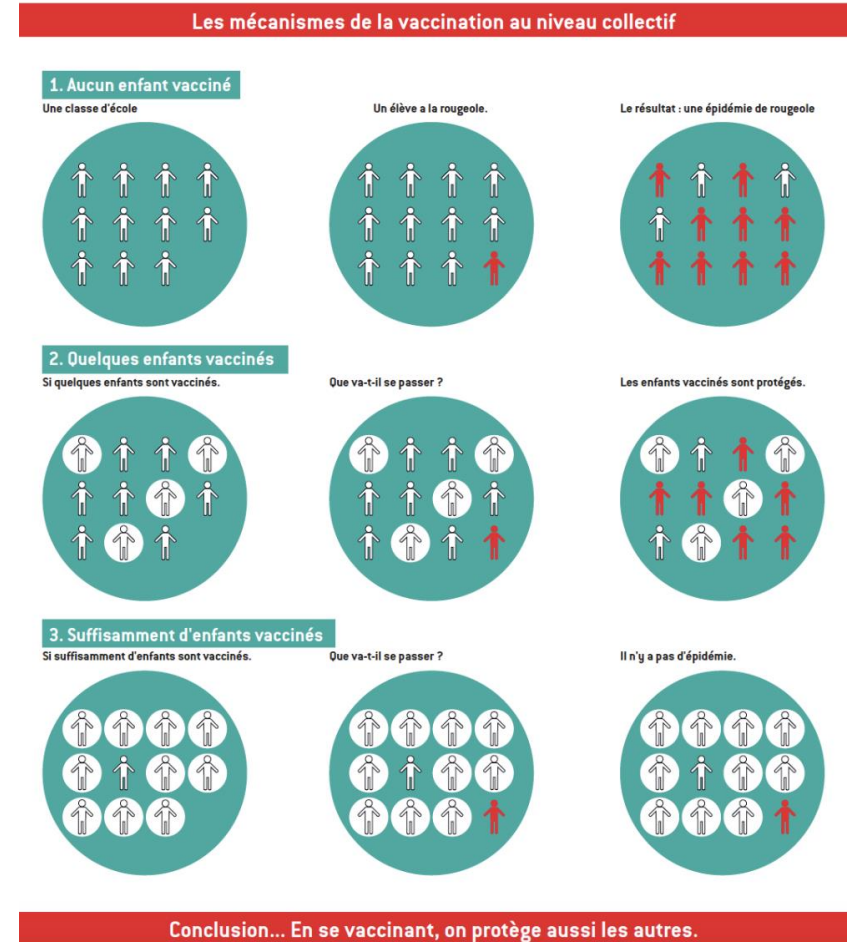 Les mécanismes de la vaccination au niveau collectif
1. Aucun enfant vacciné
Une classe d'école
Un élève a la rougeole.
Le résultat : une épidémie de rougeole
2. Quelques enfants vaccinés
Si quelques enfants sont vaccinés.
Que va-t-il se passer ?
Les enfants vaccinés sont protégés.
3. Suffisamment d'enfants vaccinés
Si suffisamment d'enfants sont vaccinés.
Que va-t-il se passer ?
Il n'y a pas d'épidémie.
Conclusion... En se vaccinant, on protège aussi les autres.